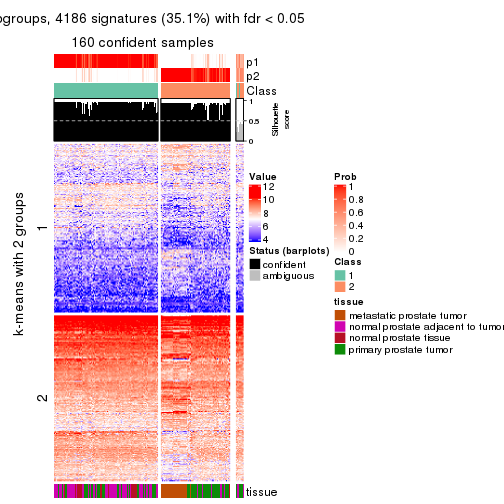 ogroups, 4186 signatures (35.1%) with fdr < 0.05
160 confident samples
p1
p2
Class
1
0.5
0
Silhouette
score
k-means with 2 groups
1
2
Value
12
10
8
6
4
Status (barplots)
confident
ambiguous
Prob
1
0.8
0.6
0.4
0.2
0
Class
1
2
tissue
metastatic prostate tumor
normal prostate adjacent to tumor
normal prostate tissue
primary prostate tumor
tissue